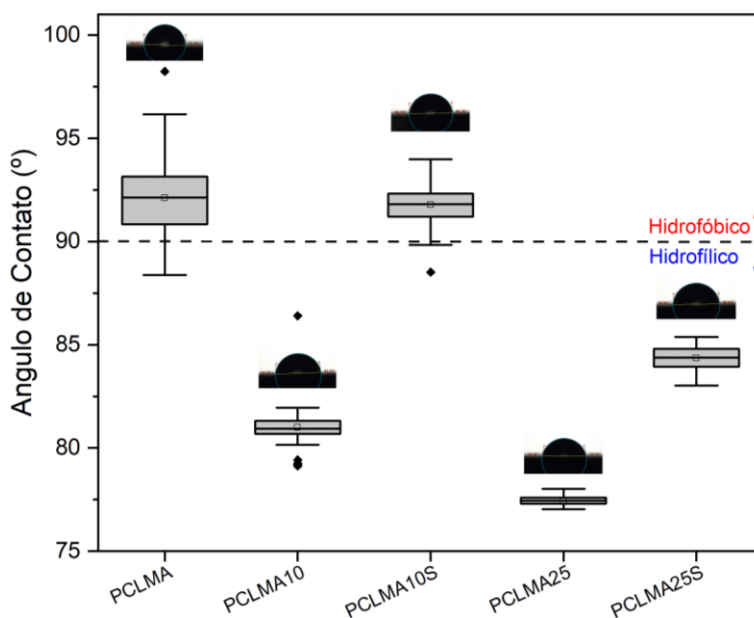 100
95
90
85
80
75
Angulo de Contato (º)
Hidrofóbico
Hidrofílico
PCLMA
PCLMA10
PCLMA10S
PCLMA25
PCLMA25S